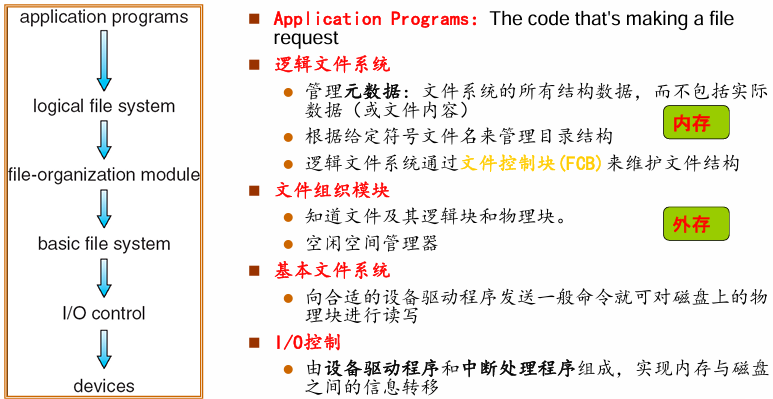 application programs
logical file system
file-organization module
basic file system
I/O control
devices
Application Programs: The code that's making a file
request
逻辑文件系统
管理元数据：文件系统的所有结构数据，而不包括实际
数据（或文件内容）
根据给定符号文件名来管理目录结构
逻辑文件系统通过文件控制块(FCB)来维护文件结构
内存
文件组织模块
知道文件及其逻辑块和物理块。
空闲空间管理器
外存
基本文件系统
向合适的设备驱动程序发送一般命令就可对磁盘上的物
理块进行读写
I/O控制
由设备驱动程序和中断处理程序组成，实现内存与磁盘
之间的信息转移